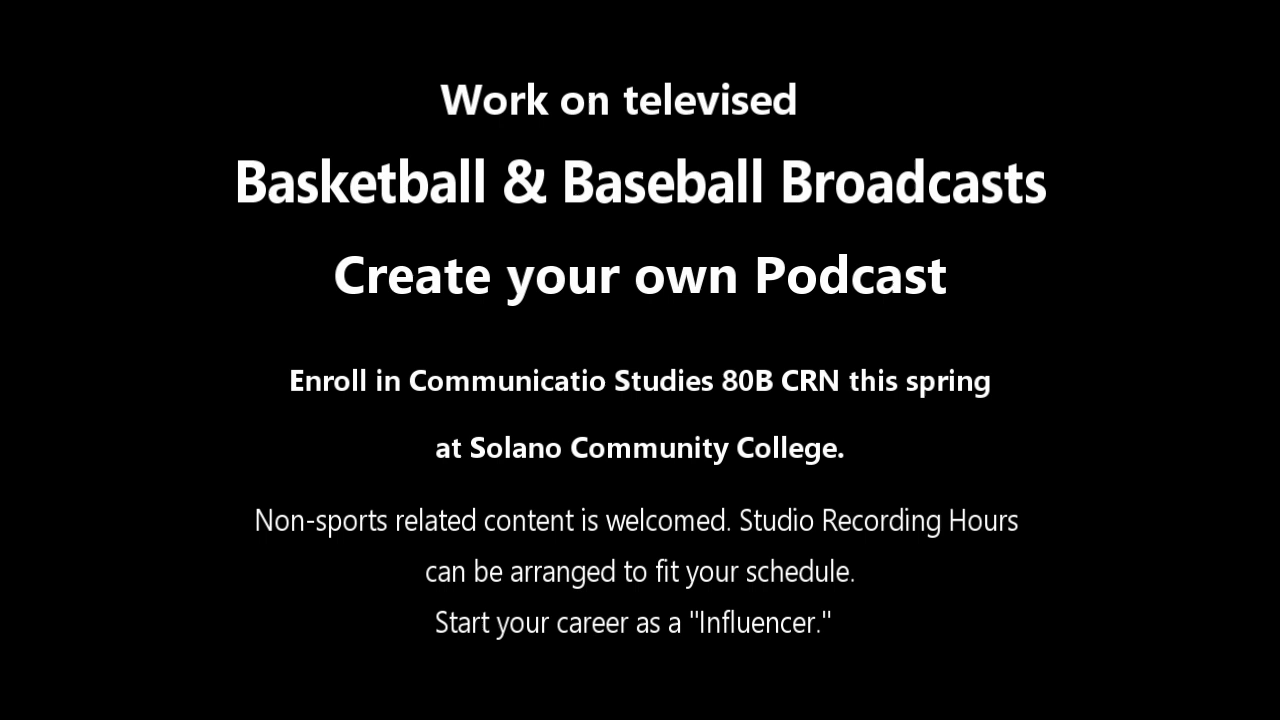 Work on televised
Basketball & Baseball Broadcasts
Create your own Podcast
Enroll in Communicatio Studies 80B CRN this spring
at Solano Community College.
Non-sports related content is welcomed. Studio Recording Hours
can be arranged to fit your schedule.
Start your career as a "Influencer."